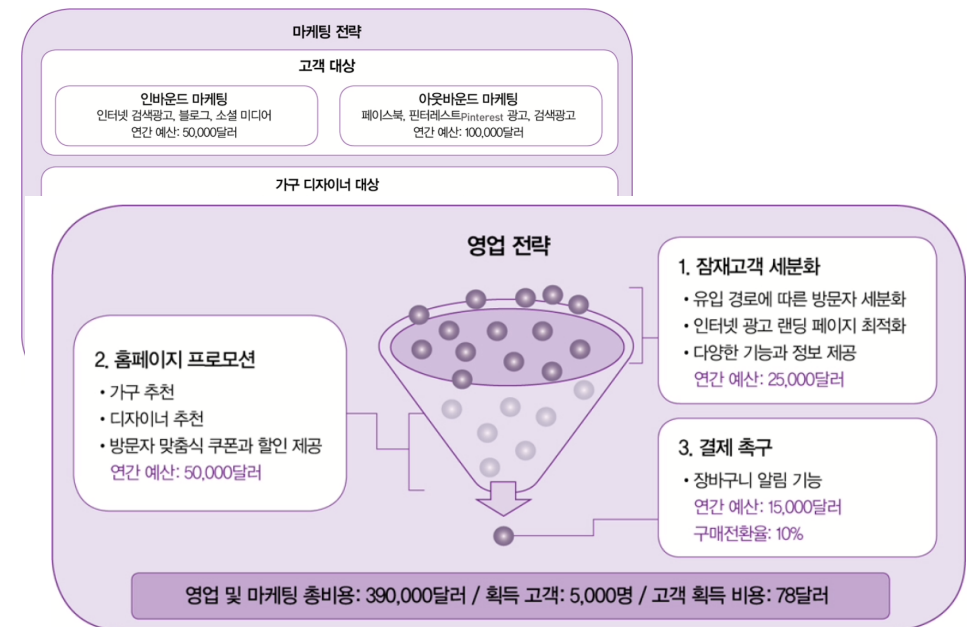 마케팅 전략
고객 대상
인바운드 마케팅
인터넷 검색광고, 블로그, 소셜 미디어
연간 예산: 50,000달러
아웃바운드 마케팅
페이스북, 핀터레스트Pinterest 광고, 검색광고
연간 예산: 100,000달러
가구 디자이너 대상
영업 전략
1. 잠재고객 세분화
• 유입 경로에 따른 방문자 세분화
• 인터넷 광고 랜딩 페이지 최적화
• 다양한 기능과 정보 제공
연간 예산: 25,000달러
2. 홈페이지 프로모션
• 가구 추천
• 디자이너 추천
• 방문자 맞춤식 쿠폰과 할인 제공
연간 예산: 50,000달러
3. 결제 촉구
• 장바구니 알림 기능
연간 예산: 15,000달러
구매전환율: 10%
영업 및 마케팅 총비용: 390,000달러 / 획득 고객: 5,000명 / 고객 획득 비용: 78달러